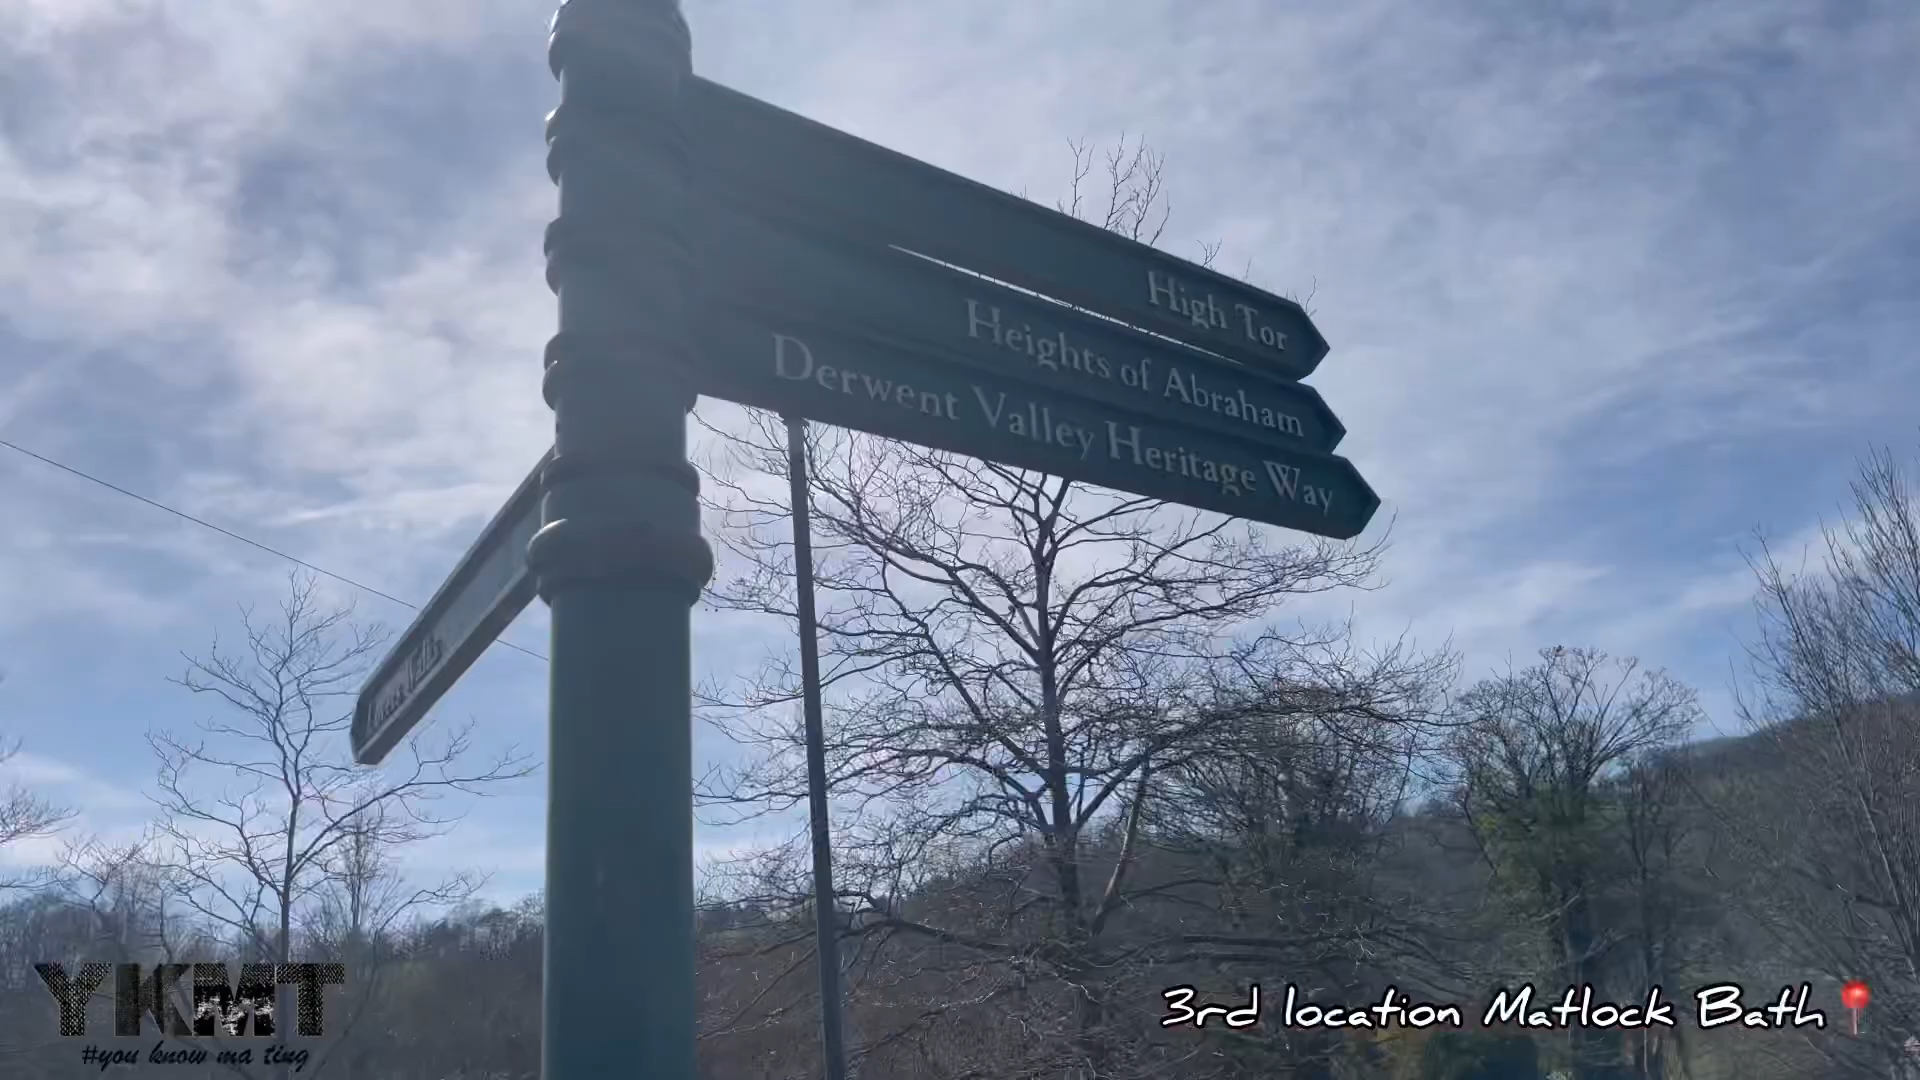 High Tor
Heights of Abraham
Derwent Valley Heritage Way
YKMT
#you know ma ting
3rd location Matlock Bath